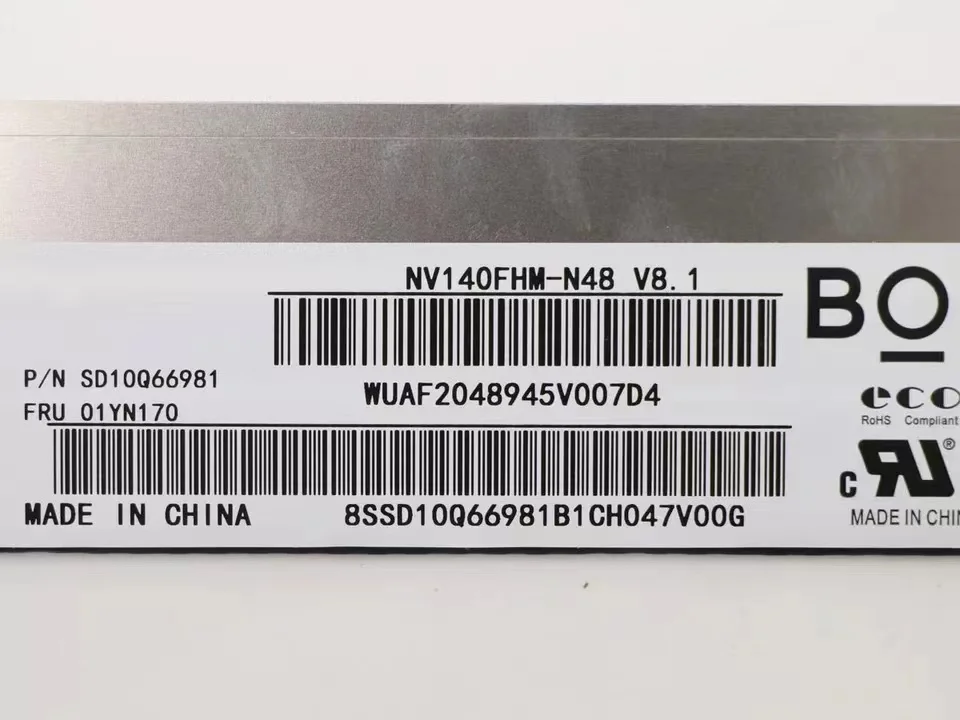 NV140FHM-N48 V8.1
BO
P/N SD10Q66981
WUAF2048945V007D4
FRU 01YN170
eco
RoHS Compliant
c RU ®
MADE IN CHINA
8SSD10Q66981B1CH047V00G
MADE IN CHIN